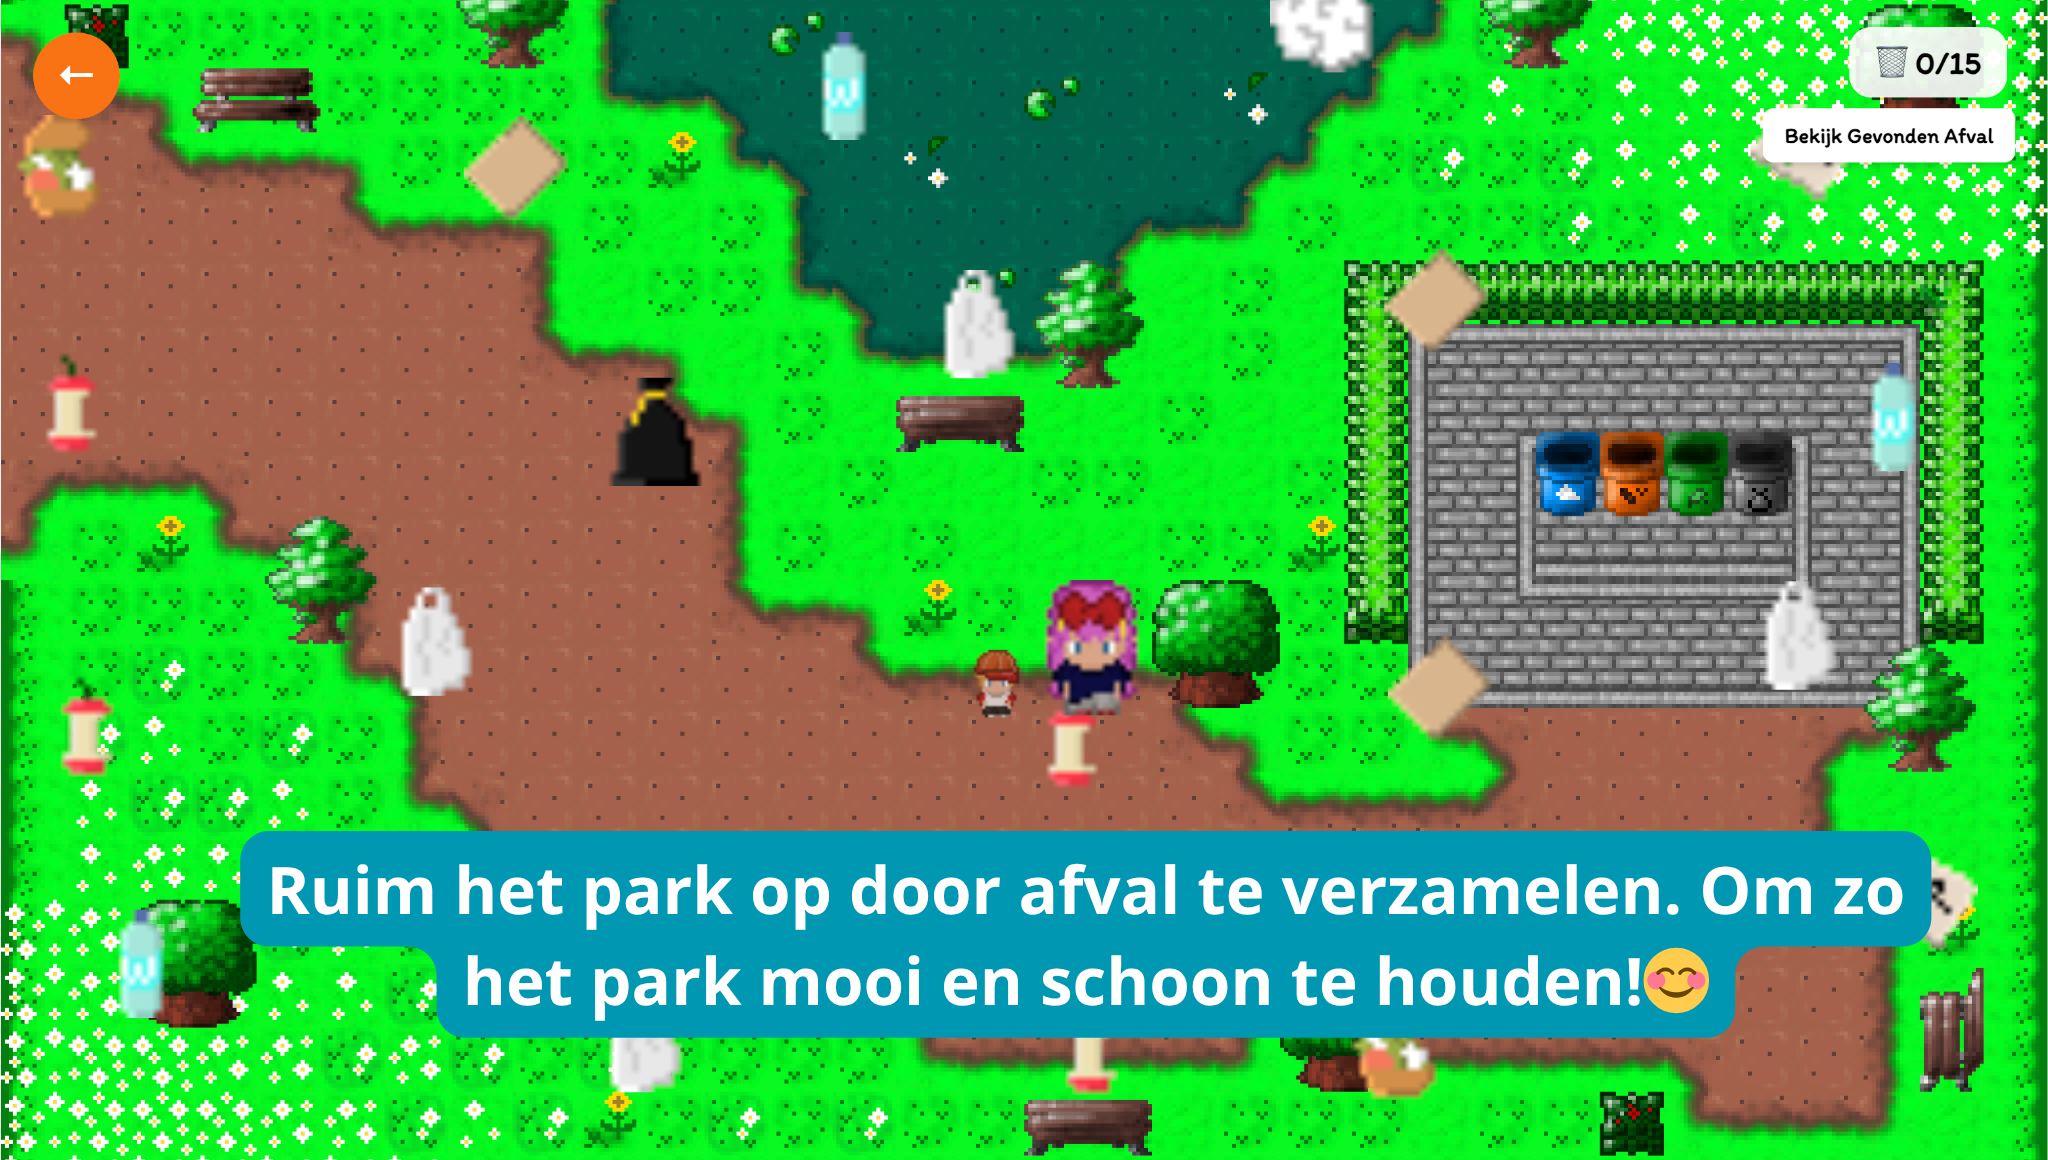 0/15
Bekijk Gevonden Afval
W
W
Ruim het park op door afval te verzamelen. Om zo
het park mooi en schoon te houden!😊
W